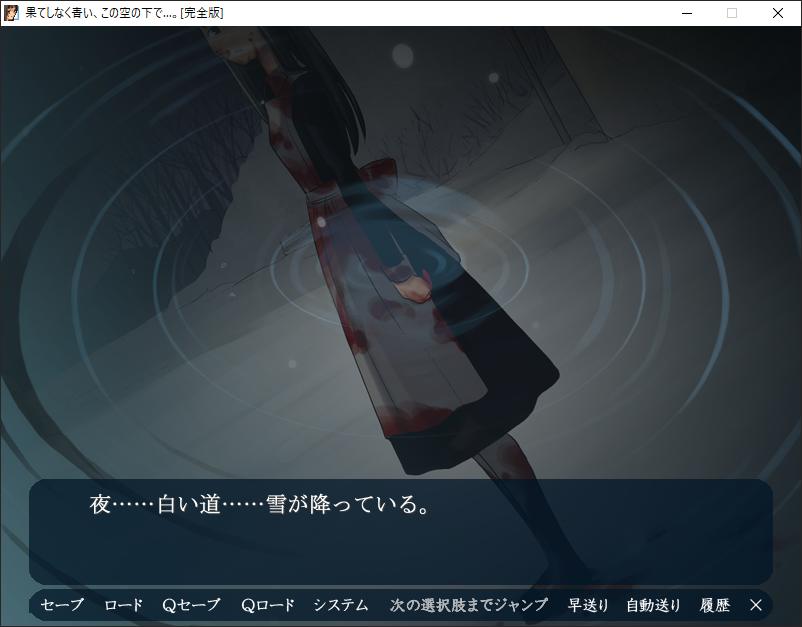 果てしなく青い、この空の下で…。[完全版]
夜……白い道……雪が降っている。
セーブ ロード Qセーブ Qロード システム 次の選択肢までジャンプ 早送り 自動送り 履歴 ×